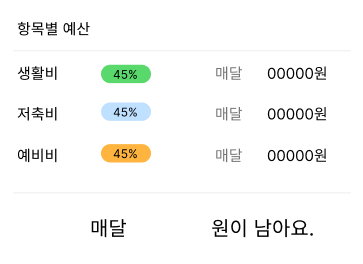 항목별 예산
생활비 45% 매달 00000원
저축비 45% 매달 00000원
예비비 45% 매달 00000원
매달 원이 남아요.